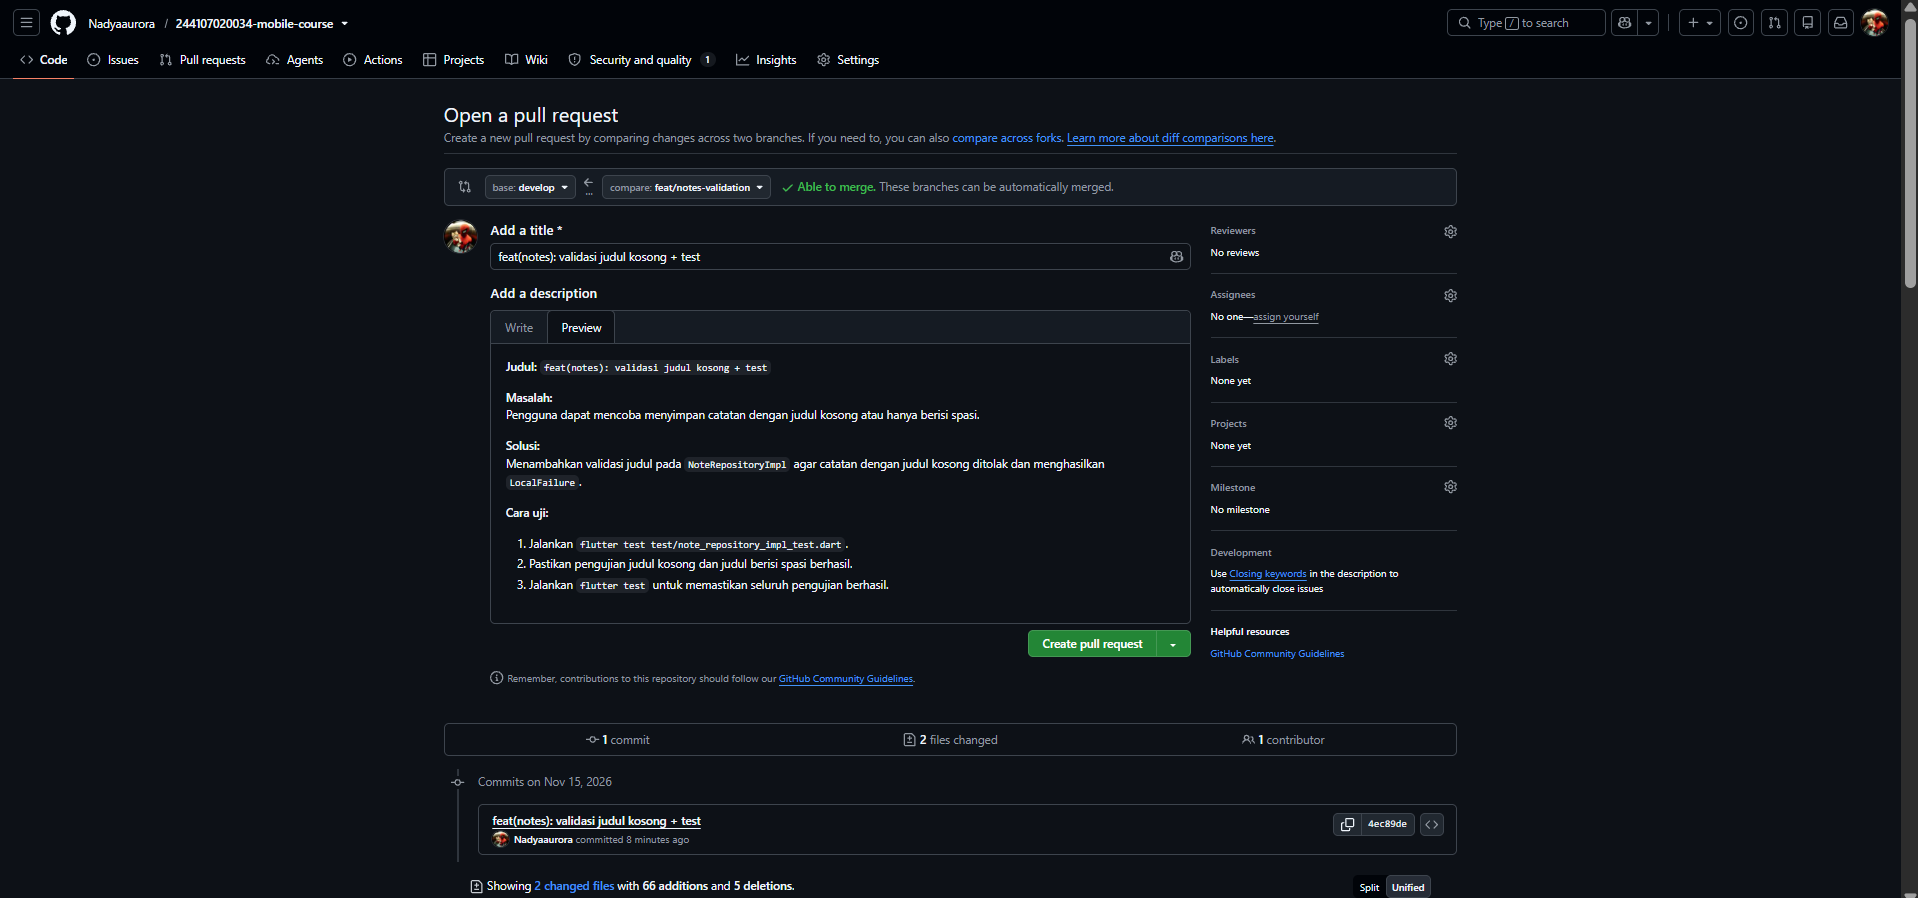 Nadyaaurora / 244107020034-mobile-course
Type / to search
Code Issues Pull requests Agents Actions Projects Wiki Security and quality 1 Insights Settings
Open a pull request
Create a new pull request by comparing changes across two branches. If you need to, you can also compare across forks. Learn more about diff comparisons here.
base: develop ... compare: feat/notes-validation Able to merge. These branches can be automatically merged.
Add a title *
feat(notes): validasi judul kosong + test
Add a description
Write Preview
Judul: feat(notes): validasi judul kosong + test
Masalah:
Pengguna dapat mencoba menyimpan catatan dengan judul kosong atau hanya berisi spasi.
Solusi:
Menambahkan validasi judul pada NoteRepositoryImpl agar catatan dengan judul kosong ditolak dan menghasilkan
LocalFailure.
Cara uji:
1. Jalankan flutter test test/note_repository_impl_test.dart.
2. Pastikan pengujian judul kosong dan judul berisi spasi berhasil.
3. Jalankan flutter test untuk memastikan seluruh pengujian berhasil.
Create pull request
Remember, contributions to this repository should follow our GitHub Community Guidelines.
Reviewers
No reviews
Assignees
No one—assign yourself
Labels
None yet
Projects
None yet
Milestone
No milestone
Development
Use Closing keywords in the description to
automatically close issues
Helpful resources
GitHub Community Guidelines
1 commit
2 files changed
1 contributor
Commits on Nov 15, 2026
feat(notes): validasi judul kosong + test
4ec89de
Nadyaaurora committed 8 minutes ago
Showing 2 changed files with 66 additions and 5 deletions.
Split Unified